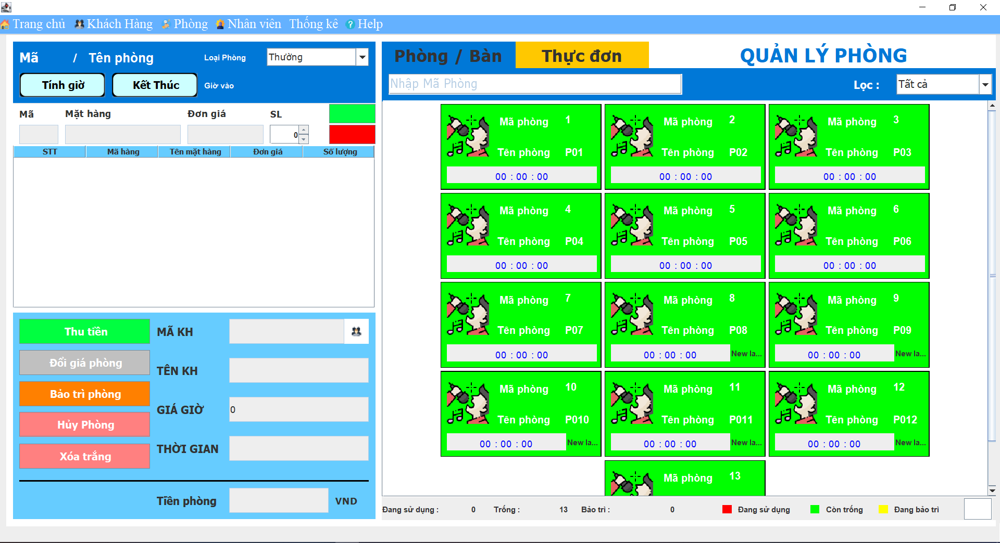 Trang chủ Khách Hàng Phòng Nhân viên Thống kê Help
Mã / Tên phòng Loại Phòng Thường
Tính giờ Kết Thúc Giờ vào
Mã Mặt hàng Đơn giá SL
0
STT Mã hàng Tên mặt hàng Đơn giá Số lượng
Thu tiền MÃ KH
Đổi giá phòng TÊN KH
Bảo trì phòng
GIÁ GIỜ 0
Hủy Phòng
THỜI GIAN
Xóa trắng
Tiền phòng VND
Phòng / Bàn Thực đơn QUẢN LÝ PHÒNG
Nhập Mã Phòng Lọc : Tất cả
Mã phòng 1 Mã phòng 2 Mã phòng 3
Tên phòng P01 Tên phòng P02 Tên phòng P03
00 : 00 : 00 00 : 00 : 00 00 : 00 : 00
Mã phòng 4 Mã phòng 5 Mã phòng 6
Tên phòng P04 Tên phòng P05 Tên phòng P06
00 : 00 : 00 00 : 00 : 00 00 : 00 : 00
Mã phòng 7 Mã phòng 8 Mã phòng 9
Tên phòng P07 Tên phòng P08 Tên phòng P09
00 : 00 : 00 00 : 00 : 00 New la... 00 : 00 : 00 New la...
Mã phòng 10 Mã phòng 11 Mã phòng 12
Tên phòng P010 Tên phòng P011 Tên phòng P012
00 : 00 : 00 New la... 00 : 00 : 00 New la... 00 : 00 : 00 New la...
Mã phòng 13
Đang sử dụng : 0 Trống : 13 Bảo trì : 0 Đang sử dụng Còn trống Đang bảo trì